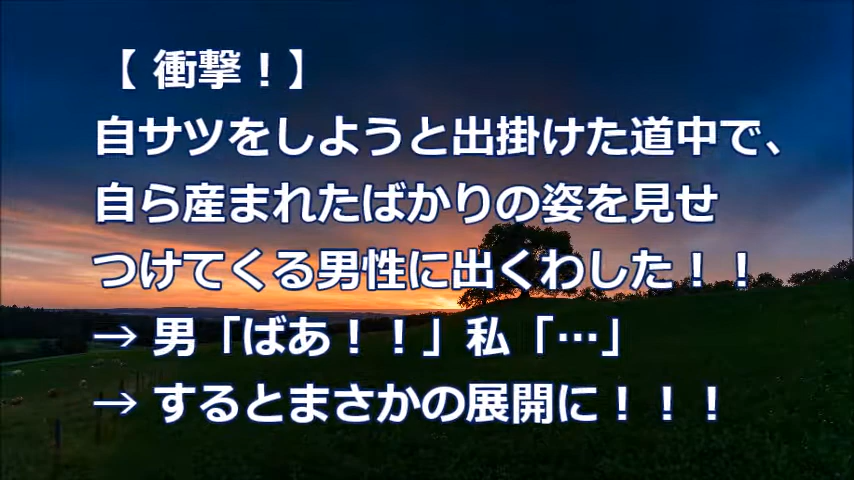 【 衝撃！】
自サツをしようと出掛けた道中で、
自ら産まれたばかりの姿を見せ
つけてくる男性に出くわした！！
→ 男「ばあ！！」私「…」
→ するとまさかの展開に！！！